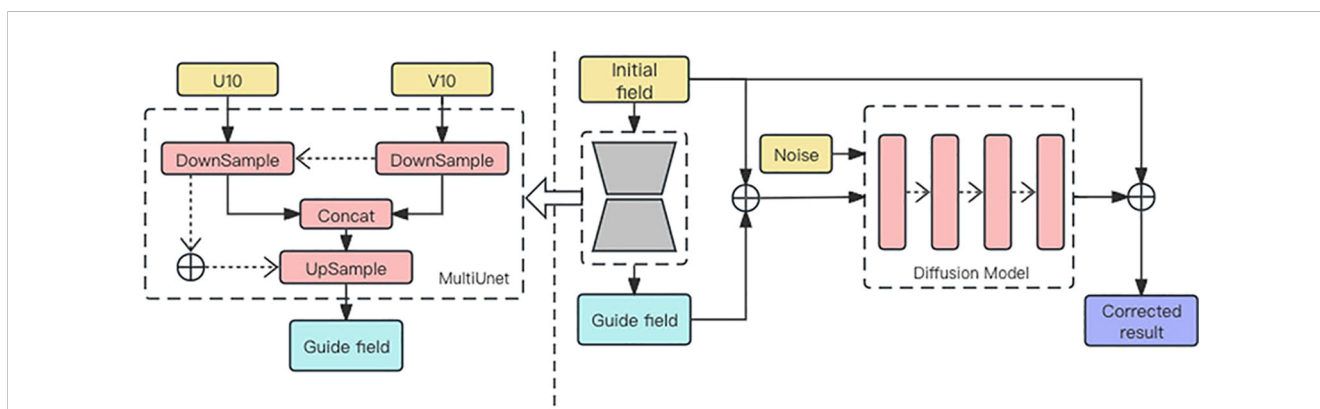 U10
V10
DownSample
DownSample
Concat
UpSample
MultiUnet
Guide field
Initial
field
Noise
Guide field
Diffusion Model
Corrected
result